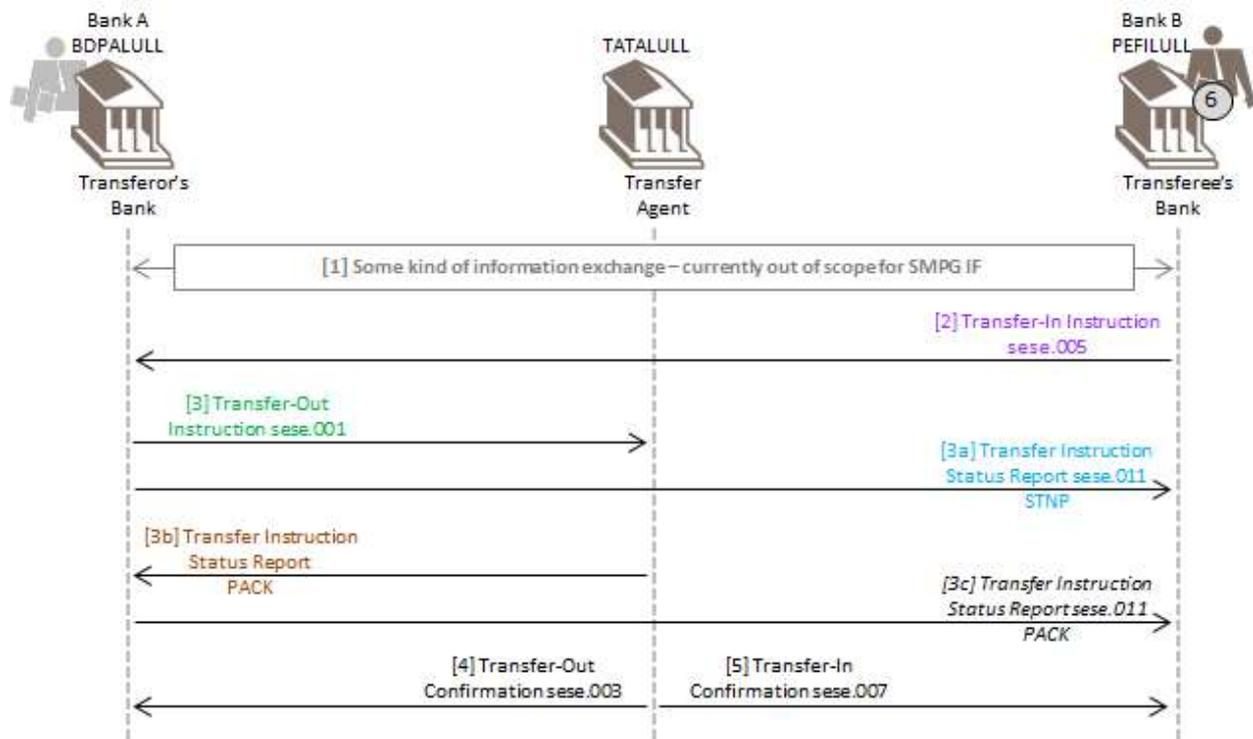 Bank A
BDPALULL
TATALULL
Bank B
PEFILULL
6
Transferor's
Bank
Transfer
Agent
Transferee's
Bank
[1] Some kind of information exchange – currently out of scope for SMPG IF
[2] Transfer-In Instruction
sese.005
[3] Transfer-Out
Instruction sese.001
[3a] Transfer Instruction
Status Report sese.011
STNP
[3b] Transfer Instruction
Status Report
PACK
[3c] Transfer Instruction
Status Report sese.011
PACK
[4] Transfer-Out
Confirmation sese.003
[5] Transfer-In
Confirmation sese.007